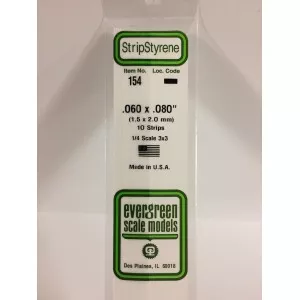 StripStyrene
Item No. Loc. Code
154
.060 x .080"
(1.5 x 2.0 mm)
10 Strips
1/4 Scale 3x3
Made in U.S.A.
evergreen
scale models
Des Plaines, IL 60018